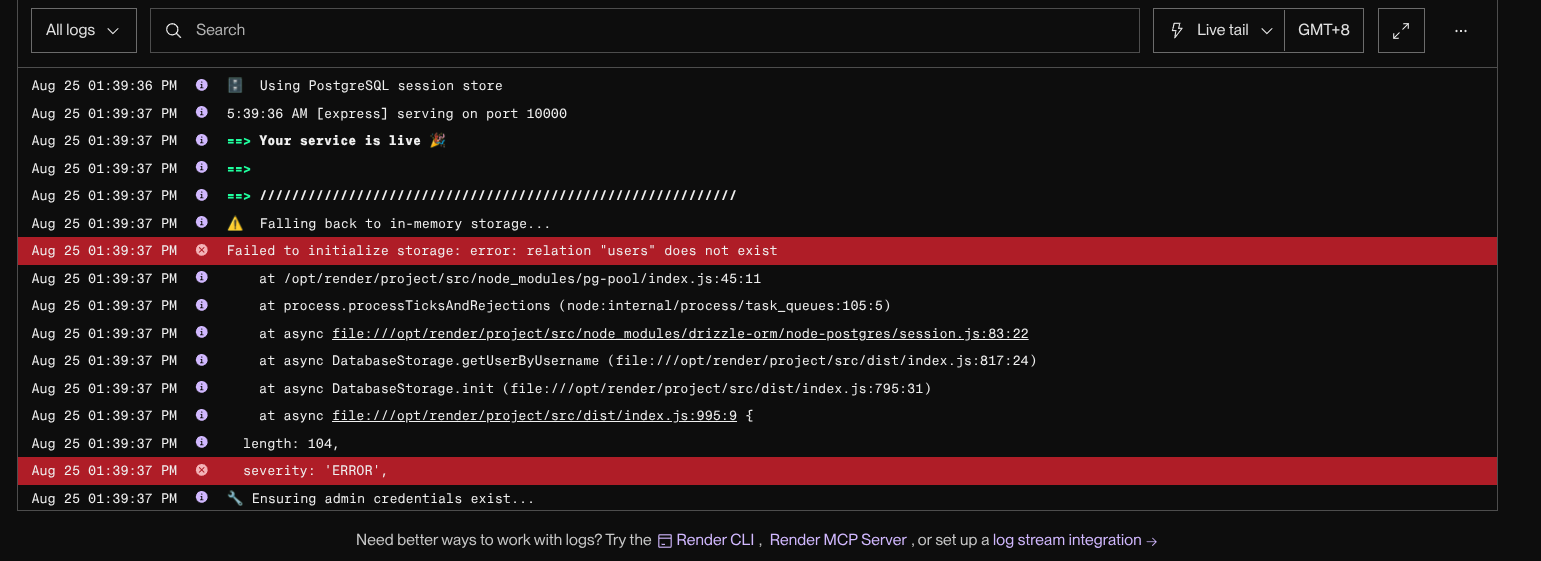 All logs Search Live tail GMT+8 ...
Aug 25 01:39:36 PM 🗄️ Using PostgreSQL session store
Aug 25 01:39:37 PM 5:39:36 AM [express] serving on port 10000
Aug 25 01:39:37 PM ==> Your service is live 🎉
Aug 25 01:39:37 PM ==>
Aug 25 01:39:37 PM ==> ///////////////////////////////////////////////////////////
Aug 25 01:39:37 PM ⚠️ Falling back to in-memory storage...
Aug 25 01:39:37 PM Failed to initialize storage: error: relation "users" does not exist
Aug 25 01:39:37 PM at /opt/render/project/src/node_modules/pg-pool/index.js:45:11
Aug 25 01:39:37 PM at process.processTicksAndRejections (node:internal/process/task_queues:105:5)
Aug 25 01:39:37 PM at async file:///opt/render/project/src/node_modules/drizzle-orm/node-postgres/session.js:83:22
Aug 25 01:39:37 PM at async DatabaseStorage.getUserByUsername (file:///opt/render/project/src/dist/index.js:817:24)
Aug 25 01:39:37 PM at async DatabaseStorage.init (file:///opt/render/project/src/dist/index.js:795:31)
Aug 25 01:39:37 PM at async file:///opt/render/project/src/dist/index.js:995:9 {
Aug 25 01:39:37 PM length: 104,
Aug 25 01:39:37 PM severity: 'ERROR',
Aug 25 01:39:37 PM 🔧 Ensuring admin credentials exist...
Need better ways to work with logs? Try the Render CLI , Render MCP Server , or set up a log stream integration →